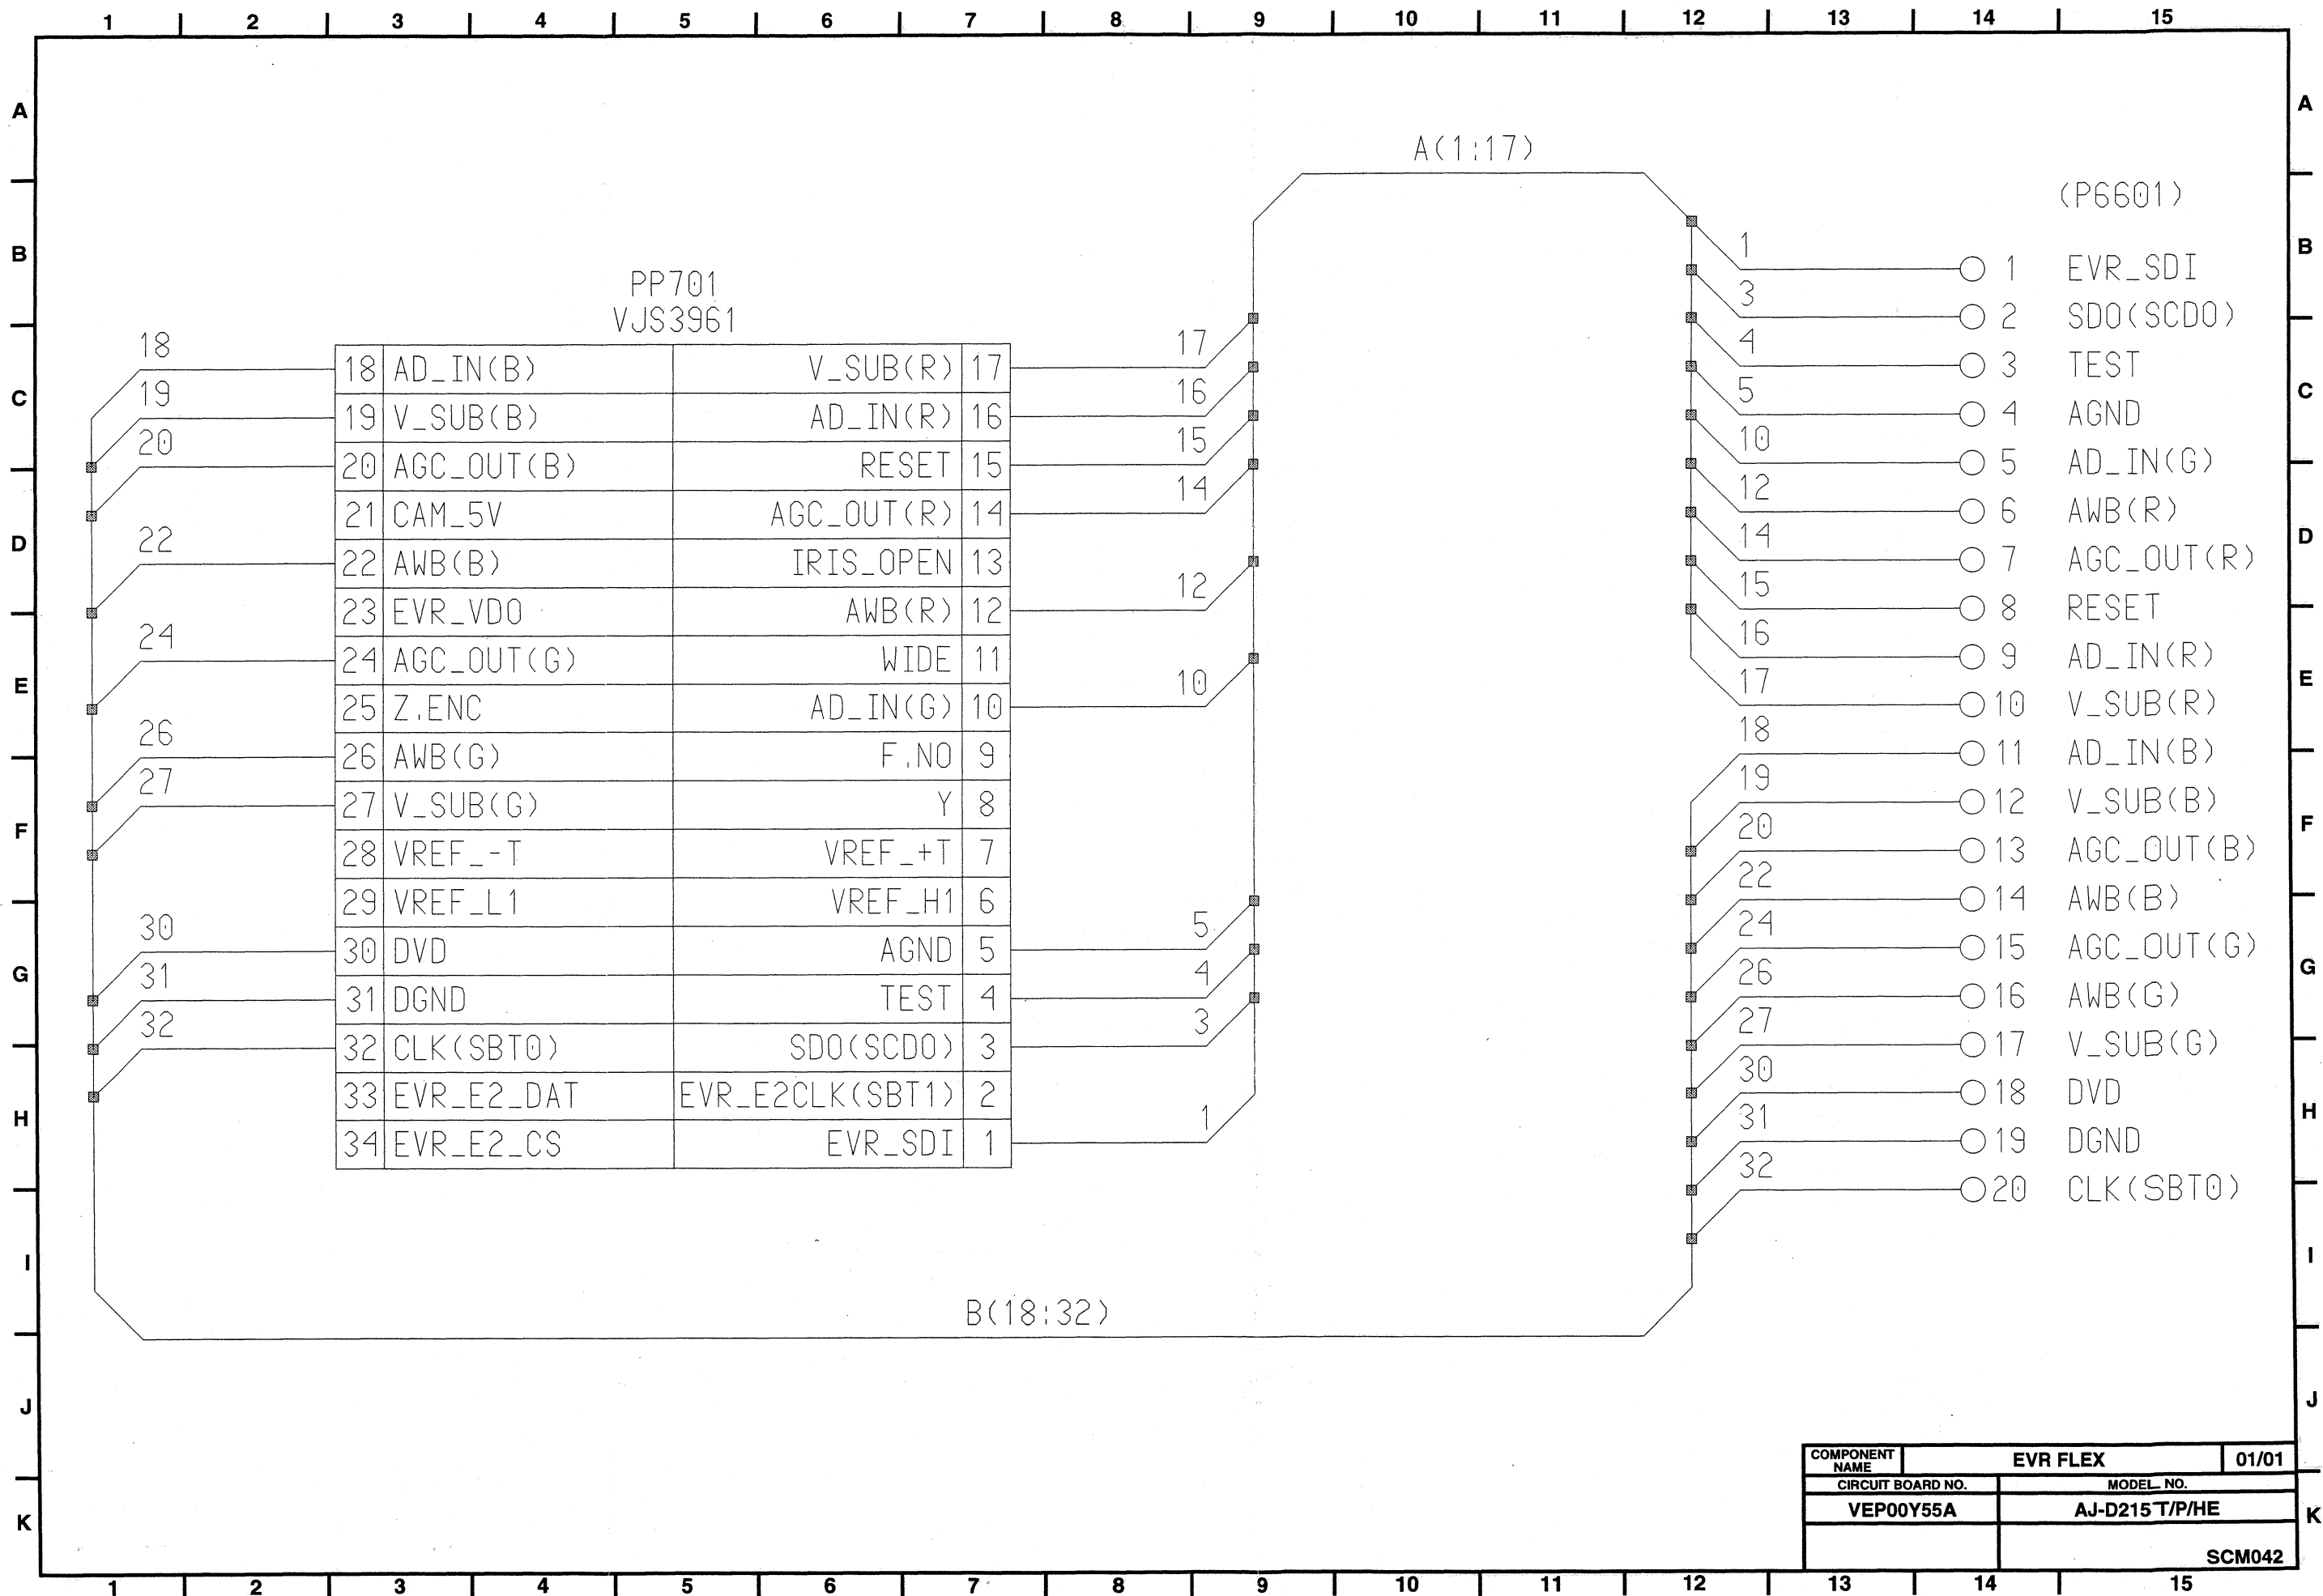 1 2 3 4 5 6 7 8 9 10 11 12 13 14 15
A A
B B
C C
D D
E E
F F
G G
H H
I I
J J
K K
A(1:17)
(P6601)
PP701
VJS3961
18 18 AD_IN(B) V_SUB(R) 17 17
19 19 V_SUB(B) AD_IN(R) 16 16
20 20 AGC_OUT(B) RESET 15 15
21 CAM_5V AGC_OUT(R) 14 14
22 22 AWB(B) IRIS_OPEN 13
23 EVR_VDO AWB(R) 12 12
24 24 AGC_OUT(G) WIDE 11
25 Z.ENC AD_IN(G) 10 10
26 26 AWB(G) F.NO 9
27 27 V_SUB(G) Y 8
28 VREF_-T VREF_+T 7
29 VREF_L1 VREF_H1 6
30 30 DVD AGND 5 5
31 31 DGND TEST 4 4
32 32 CLK(SBT0) SDO(SCDO) 3 3
33 EVR_E2_DAT EVR_E2CLK(SBT1) 2
34 EVR_E2_CS EVR_SDI 1 1
1 1 EVR_SDI
3 2 SDO(SCDO)
4 3 TEST
5 4 AGND
10 5 AD_IN(G)
12 6 AWB(R)
14 7 AGC_OUT(R)
15 8 RESET
16 9 AD_IN(R)
17 10 V_SUB(R)
18 11 AD_IN(B)
19 12 V_SUB(B)
20 13 AGC_OUT(B)
22 14 AWB(B)
24 15 AGC_OUT(G)
26 16 AWB(G)
27 17 V_SUB(G)
30 18 DVD
31 19 DGND
32 20 CLK(SBT0)
B(18:32)
COMPONENT NAME EVR FLEX 01/01
CIRCUIT BOARD NO. MODEL NO.
VEP00Y55A AJ-D215 T/P/HE
SCM042
1 2 3 4 5 6 7 8 9 10 11 12 13 14 15